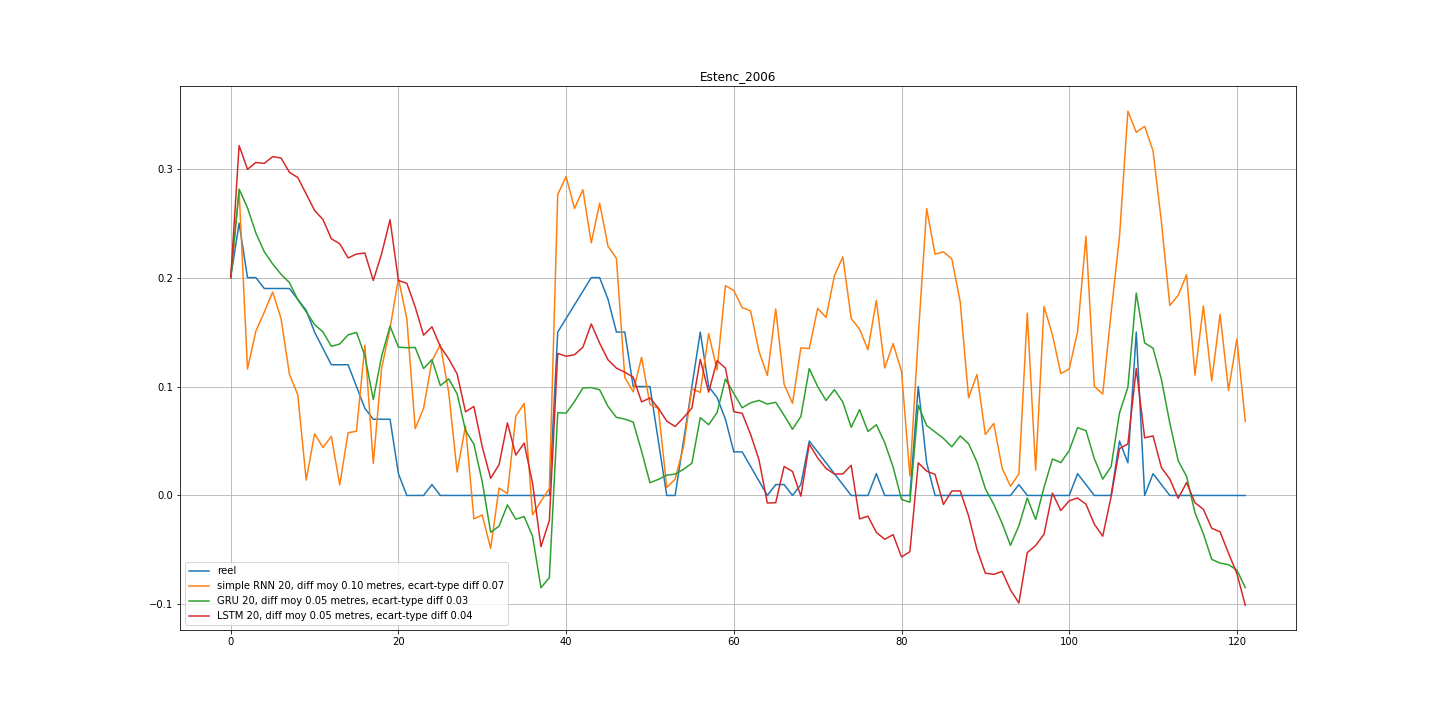 Estenc_2006
0.3
0.2
0.1
0.0
−0.1
reel
simple RNN 20, diff moy 0.10 metres, ecart-type diff 0.07
GRU 20, diff moy 0.05 metres, ecart-type diff 0.03
LSTM 20, diff moy 0.05 metres, ecart-type diff 0.04
0 20 40 60 80 100 120